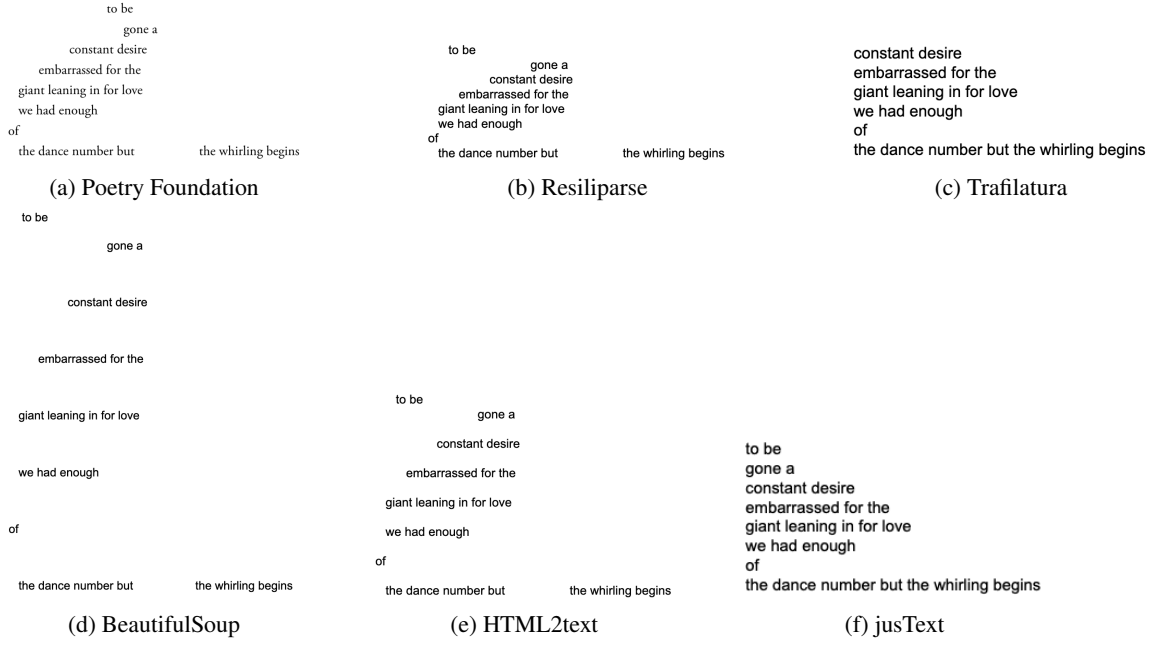 to be
gone a
constant desire
embarrassed for the
giant leaning in for love
we had enough
of
the dance number but the whirling begins
(a) Poetry Foundation
to be
gone a
constant desire
embarrassed for the
giant leaning in for love
we had enough
of
the dance number but the whirling begins
(b) Resiliparse
constant desire
embarrassed for the
giant leaning in for love
we had enough
of
the dance number but the whirling begins
(c) Trafilatura
to be
gone a
constant desire
embarrassed for the
giant leaning in for love
we had enough
of
the dance number but the whirling begins
(d) BeautifulSoup
to be
gone a
constant desire
embarrassed for the
giant leaning in for love
we had enough
of
the dance number but the whirling begins
(e) HTML2text
to be
gone a
constant desire
embarrassed for the
giant leaning in for love
we had enough
of
the dance number but the whirling begins
(f) jusText